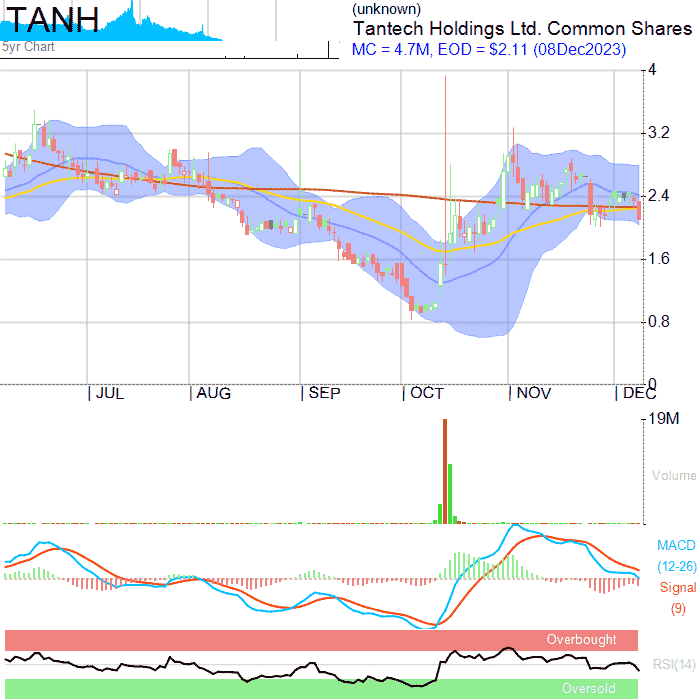 TANH
(unknown)
Tantech Holdings Ltd. Common Shares
5yr Chart
MC = 4.7M, EOD = $2.11 (08Dec2023)
4
3.2
2.4
1.6
0.8
0
JUL AUG SEP OCT NOV DEC
19M
Volume
MACD
(12-26)
Signal
(9)
Overbought
RSI(14)
Oversold